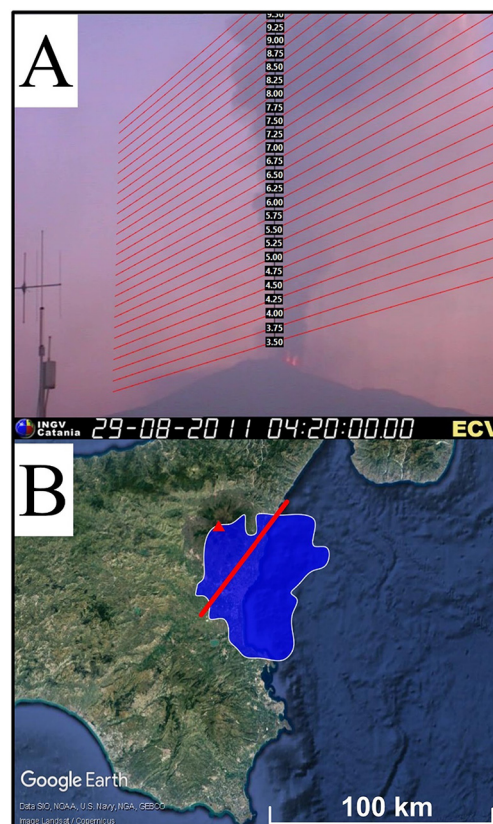 A
9.50
9.25
9.00
8.75
8.50
8.25
8.00
7.75
7.50
7.25
7.00
6.75
6.50
6.25
6.00
5.75
5.50
5.25
5.00
4.75
4.50
4.25
4.00
3.75
3.50
INGV
Catania
29-08-2011 04:20:00.00
ECV
B
Google Earth
Data SIO, NOAA, U.S. Navy, NGA, GEBCO
Image Landsat / Copernicus
100 km